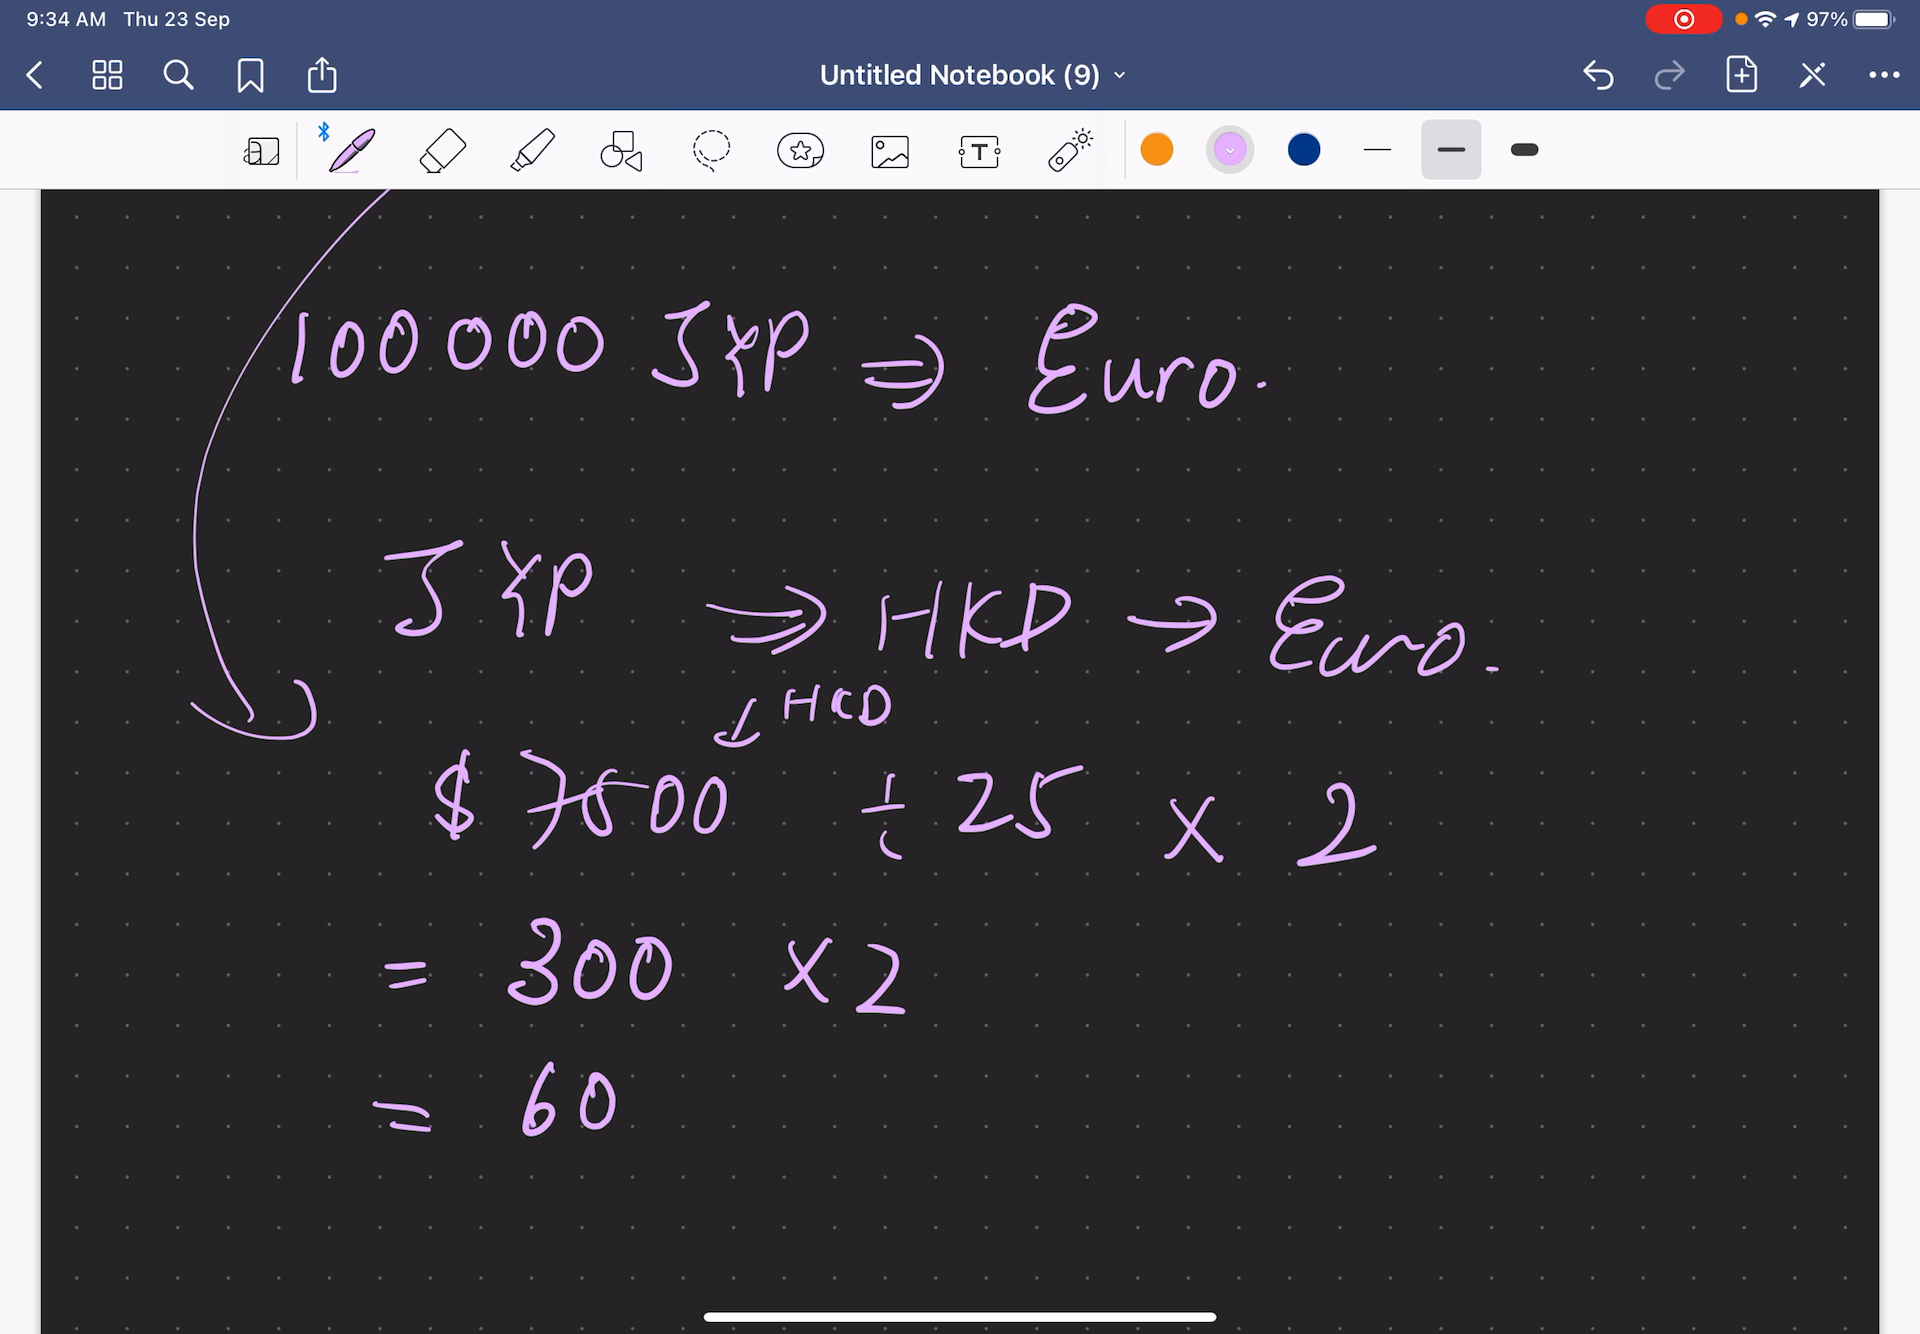 9:34 AM Thu 23 Sep 97%
Untitled Notebook (9)
T
100 000 JYP ⇒ Euro.
JYP ⇒ HKD → Euro.
↓ HKD
$ 7500 ÷ 25 × 2
= 300 × 2
= 60